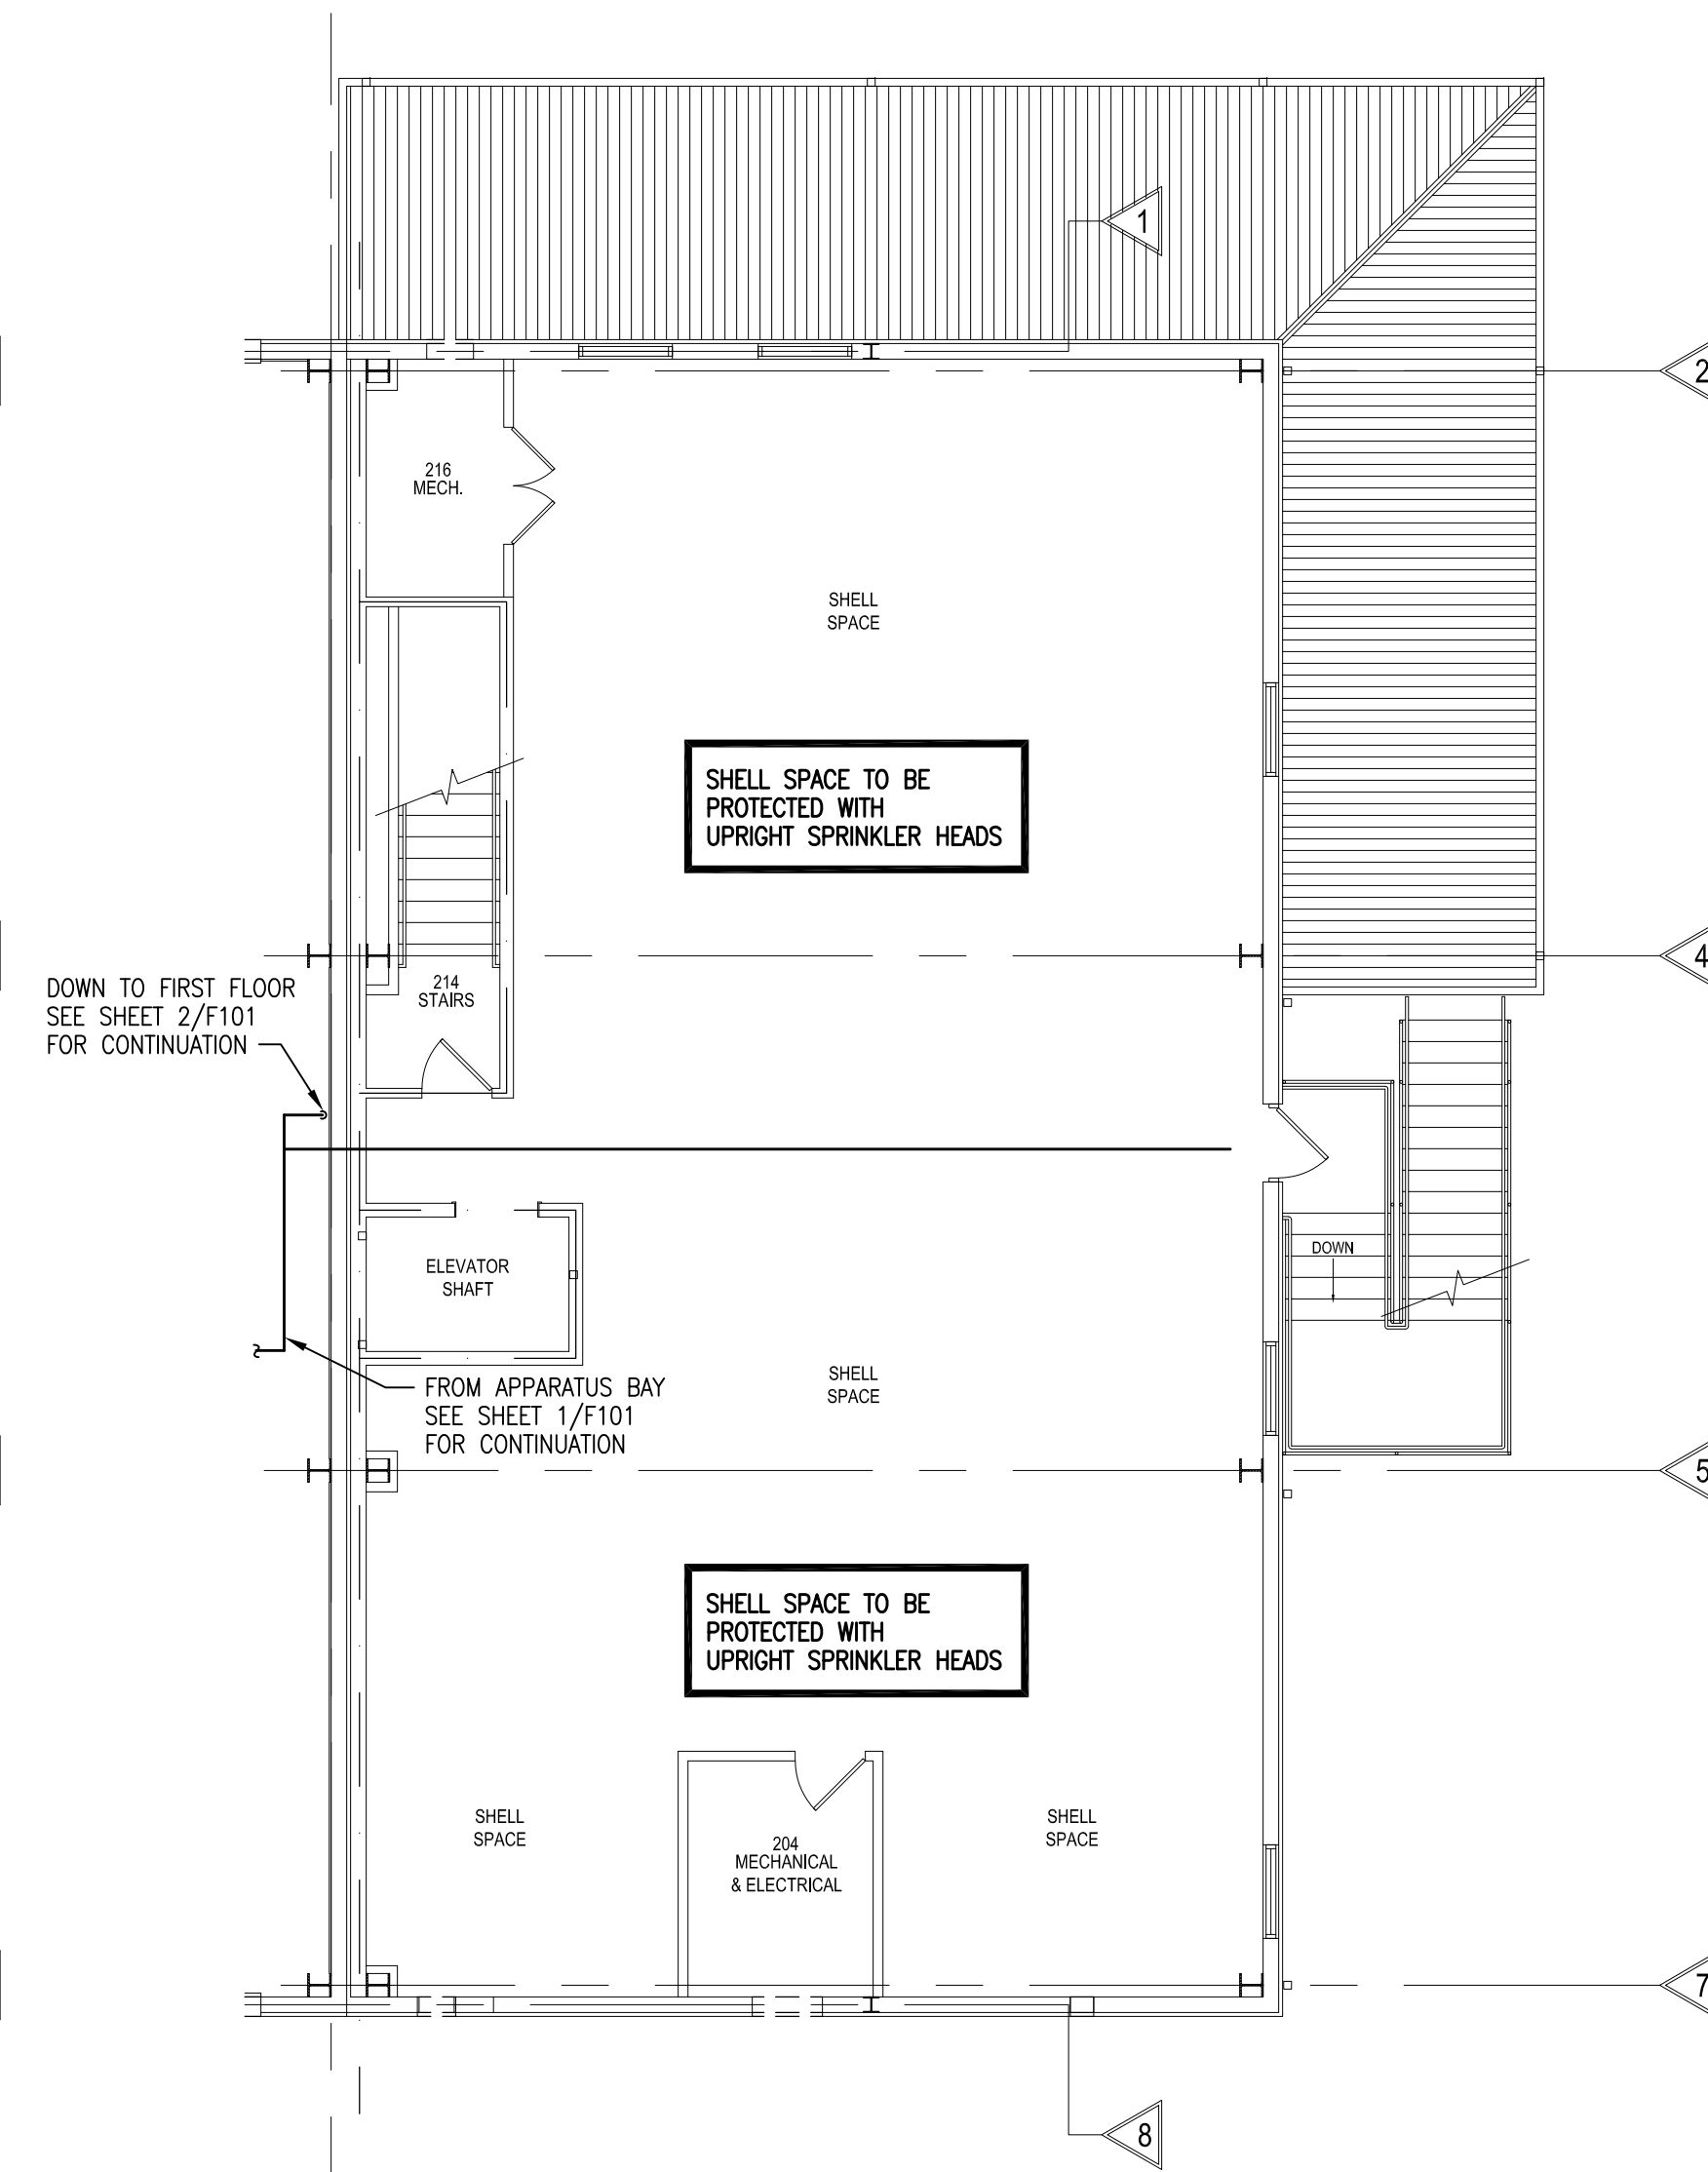 1
2
216
MECH.
SHELL
SPACE
SHELL SPACE TO BE
PROTECTED WITH
UPRIGHT SPRINKLER HEADS
4
214
STAIRS
DOWN TO FIRST FLOOR
SEE SHEET 2/F101
FOR CONTINUATION
DOWN
ELEVATOR
SHAFT
FROM APPARATUS BAY
SEE SHEET 1/F101
FOR CONTINUATION
SHELL
SPACE
5
SHELL SPACE TO BE
PROTECTED WITH
UPRIGHT SPRINKLER HEADS
SHELL
SPACE
204
MECHANICAL
& ELECTRICAL
SHELL
SPACE
7
8